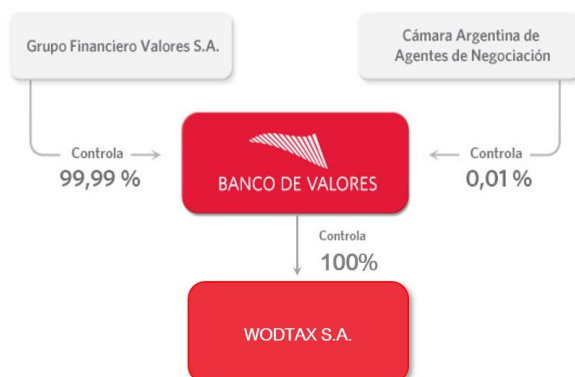 Grupo Financiero Valores S.A.
Cámara Argentina de
Agentes de Negociación
Controla
99,99 %
BANCO DE VALORES
Controla
0,01 %
Controla
100%
WODTAX S.A.